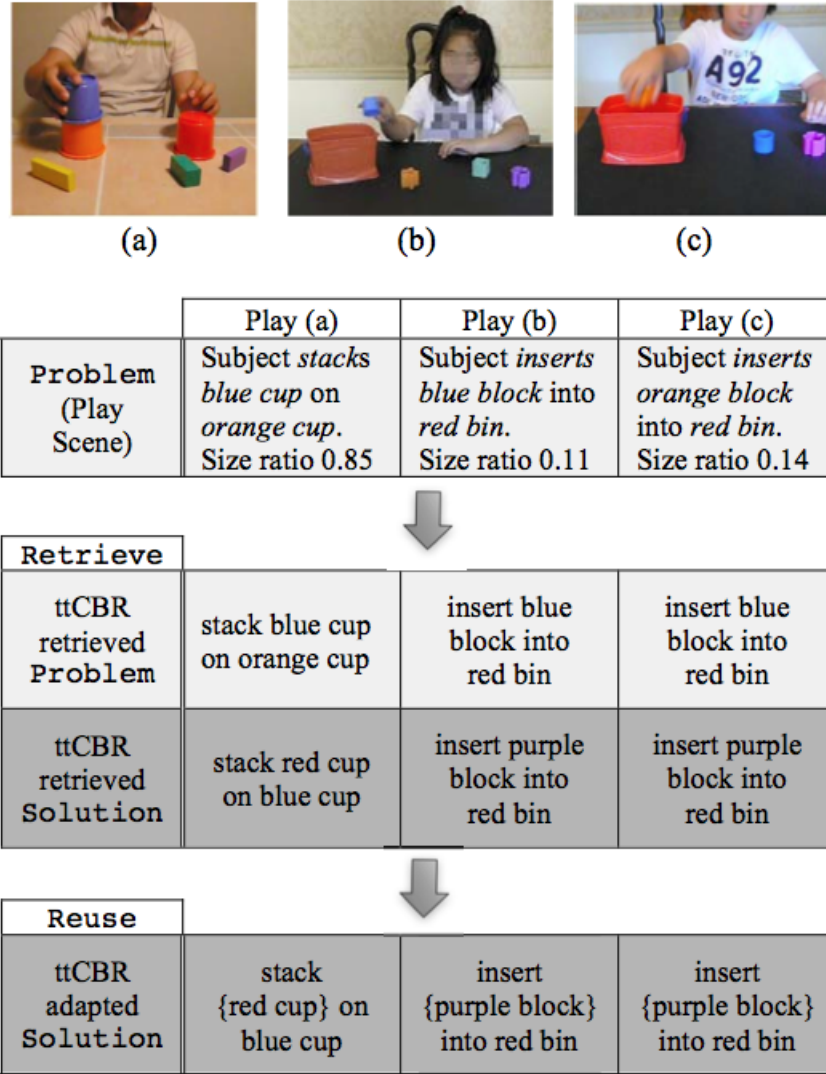 A92
(a)
(b)
(c)
Play (a)
Play (b)
Play (c)
Problem
(Play
Scene)
Subject stacks
blue cup on
orange cup.
Size ratio 0.85
Subject inserts
blue block into
red bin.
Size ratio 0.11
Subject inserts
orange block
into red bin.
Size ratio 0.14
Retrieve
ttCBR
retrieved
Problem
stack blue cup
on orange cup
insert blue
block into
red bin
insert blue
block into
red bin
ttCBR
retrieved
Solution
stack red cup
on blue cup
insert purple
block into
red bin
insert purple
block into
red bin
Reuse
ttCBR
adapted
Solution
stack
{red cup} on
blue cup
insert
{purple block}
into red bin
insert
{purple block}
into red bin